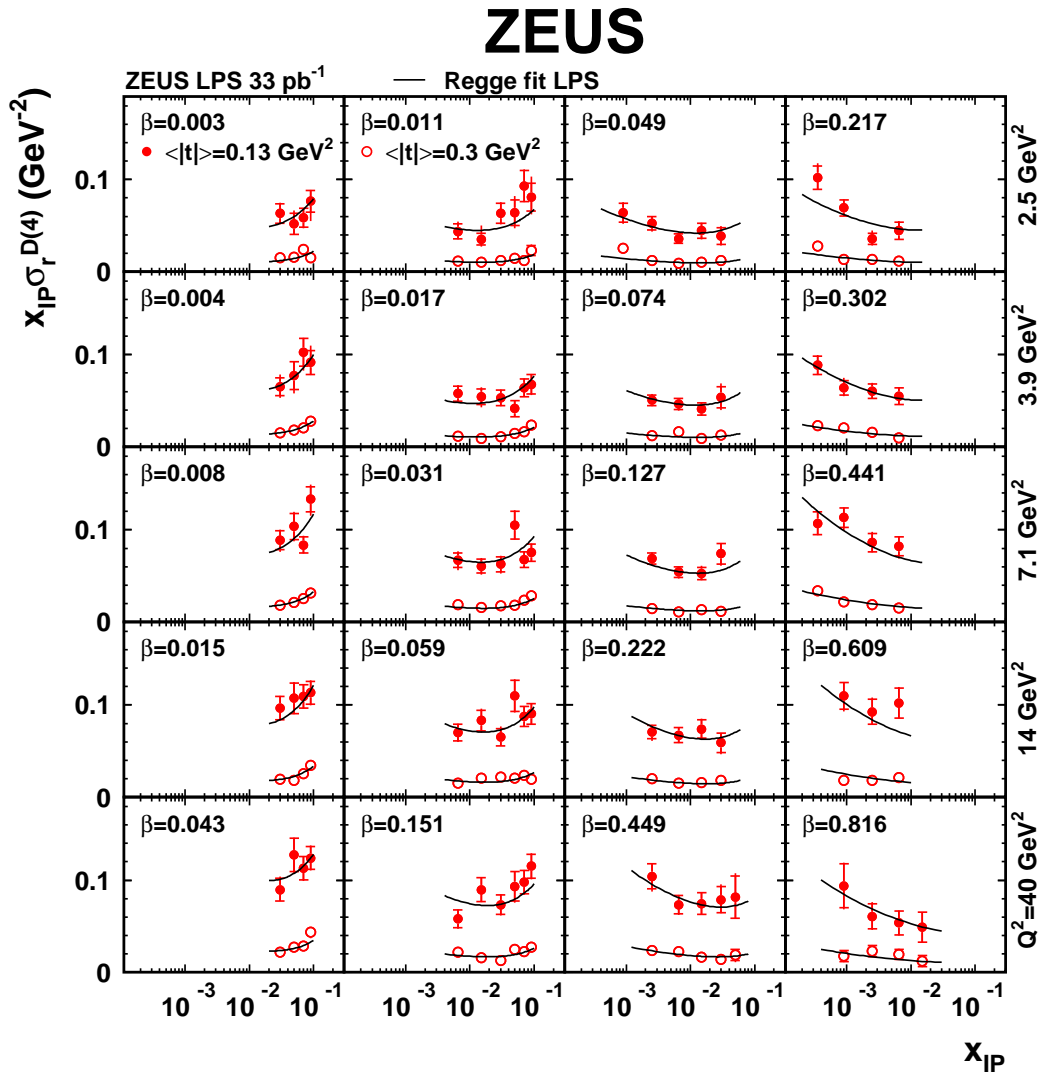 ZEUS
ZEUS LPS 33 pb⁻¹ — Regge fit LPS
x_IP σ_r^D(4) (GeV⁻²)
β=0.003 β=0.011 β=0.049 β=0.217
● <|t|>=0.13 GeV² ○ <|t|>=0.3 GeV²
0.1
0
2.5 GeV²
β=0.004 β=0.017 β=0.074 β=0.302
0.1
0
3.9 GeV²
β=0.008 β=0.031 β=0.127 β=0.441
0.1
0
7.1 GeV²
β=0.015 β=0.059 β=0.222 β=0.609
0.1
0
14 GeV²
β=0.043 β=0.151 β=0.449 β=0.816
0.1
0
Q²=40 GeV²
10⁻³ 10⁻² 10⁻¹ 10⁻³ 10⁻² 10⁻¹ 10⁻³ 10⁻² 10⁻¹ 10⁻³ 10⁻² 10⁻¹
x_IP